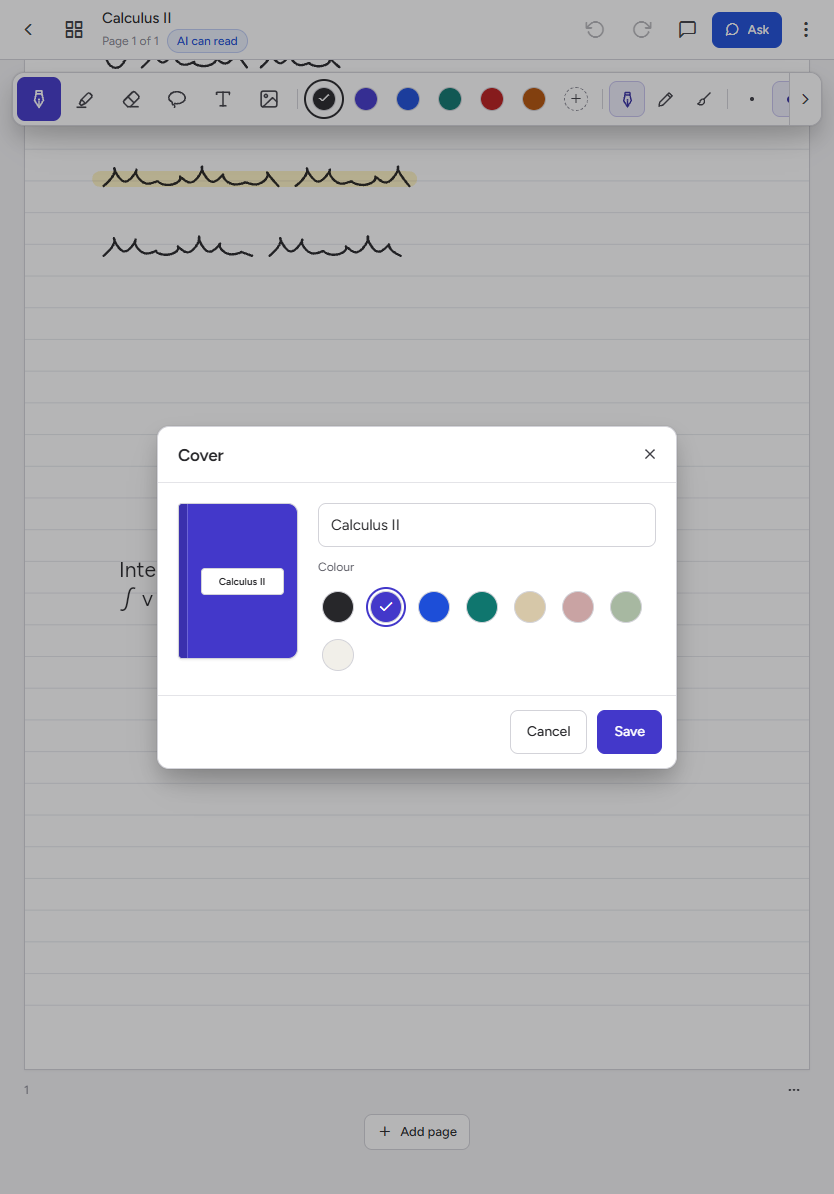 Calculus II
Page 1 of 1 AI can read
Ask
Cover
Calculus II
Calculus II
Colour
Inte
∫ v
Cancel Save
1
Add page